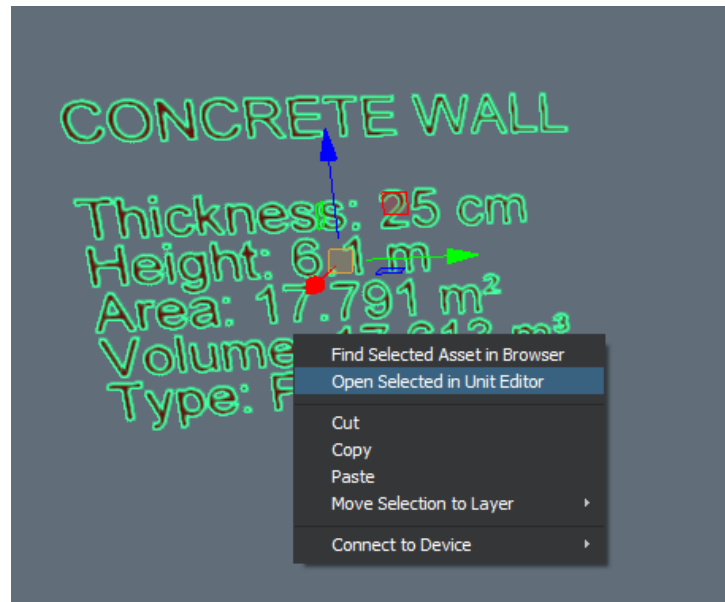 CONCRETE WALL
Thickness: 25 cm
Height: 6.1 m
Area: 17.791 m²
Volume
Type:
Find Selected Asset in Browser
Open Selected in Unit Editor
Cut
Copy
Paste
Move Selection to Layer
Connect to Device